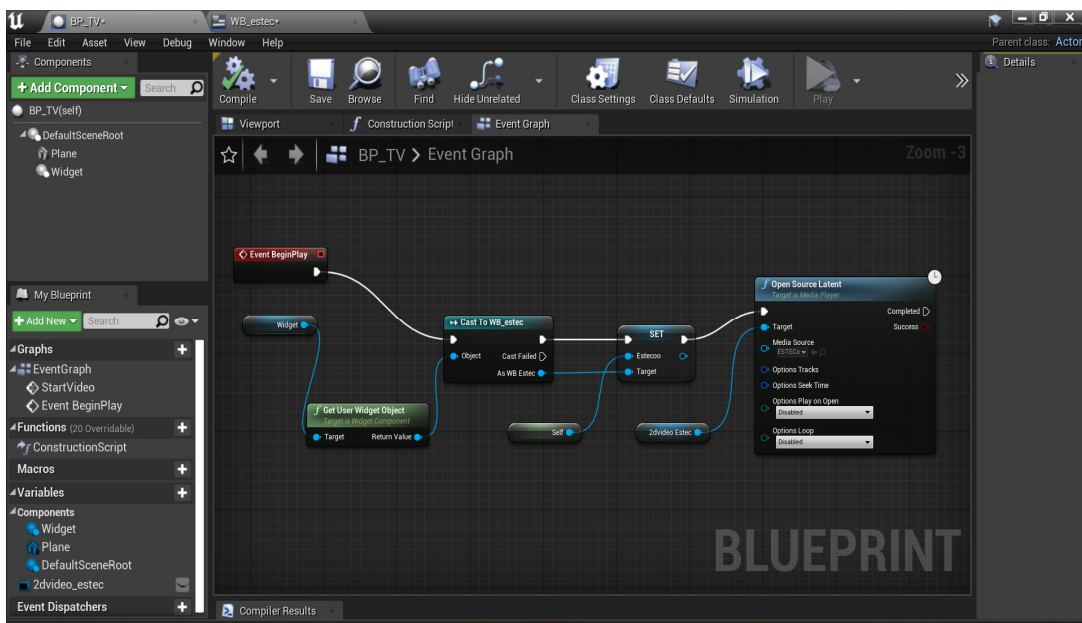 BP_TV•
WB_estec•
File Edit Asset View Debug Window Help
Parent class: Actor
Components
+ Add Component
Search
BP_TV(self)
DefaultSceneRoot
Plane
Widget
Compile
Save
Browse
Find
Hide Unrelated
Class Settings
Class Defaults
Simulation
Play
Details
Viewport
Construction Script
Event Graph
BP_TV > Event Graph
Zoom -3
Event BeginPlay
Widget
Cast To WB_estec
Object
Cast Failed
As WB Estec
Get User Widget Object
Target is Widget Component
Target
Return Value
SET
Estecoo
Target
Self
2dvideo Estec
Open Source Latent
Target is Media Player
Completed
Target
Success
Media Source
ESTECo
Options Tracks
Options Seek Time
Options Play on Open
Disabled
Options Loop
Disabled
BLUEPRINT
My Blueprint
+ Add New
Search
Graphs
EventGraph
StartVideo
Event BeginPlay
Functions (20 Overridable)
ConstructionScript
Macros
Variables
Components
Widget
Plane
DefaultSceneRoot
2dvideo_estec
Event Dispatchers
Compiler Results